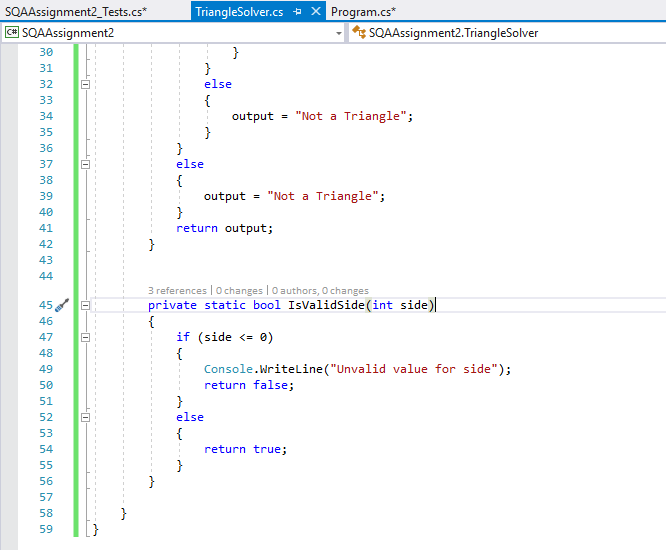 SQAAssignment2_Tests.cs* TriangleSolver.cs Program.cs*
C# SQAAssignment2 SQAAssignment2.TriangleSolver
30 }
31 }
32 else
33 {
34 output = "Not a Triangle";
35 }
36 }
37 else
38 {
39 output = "Not a Triangle";
40 }
41 return output;
42 }
43
44
3 references | 0 changes | 0 authors, 0 changes
45 private static bool IsValidSide(int side)
46 {
47 if (side <= 0)
48 {
49 Console.WriteLine("Unvalid value for side");
50 return false;
51 }
52 else
53 {
54 return true;
55 }
56 }
57
58 }
59 }